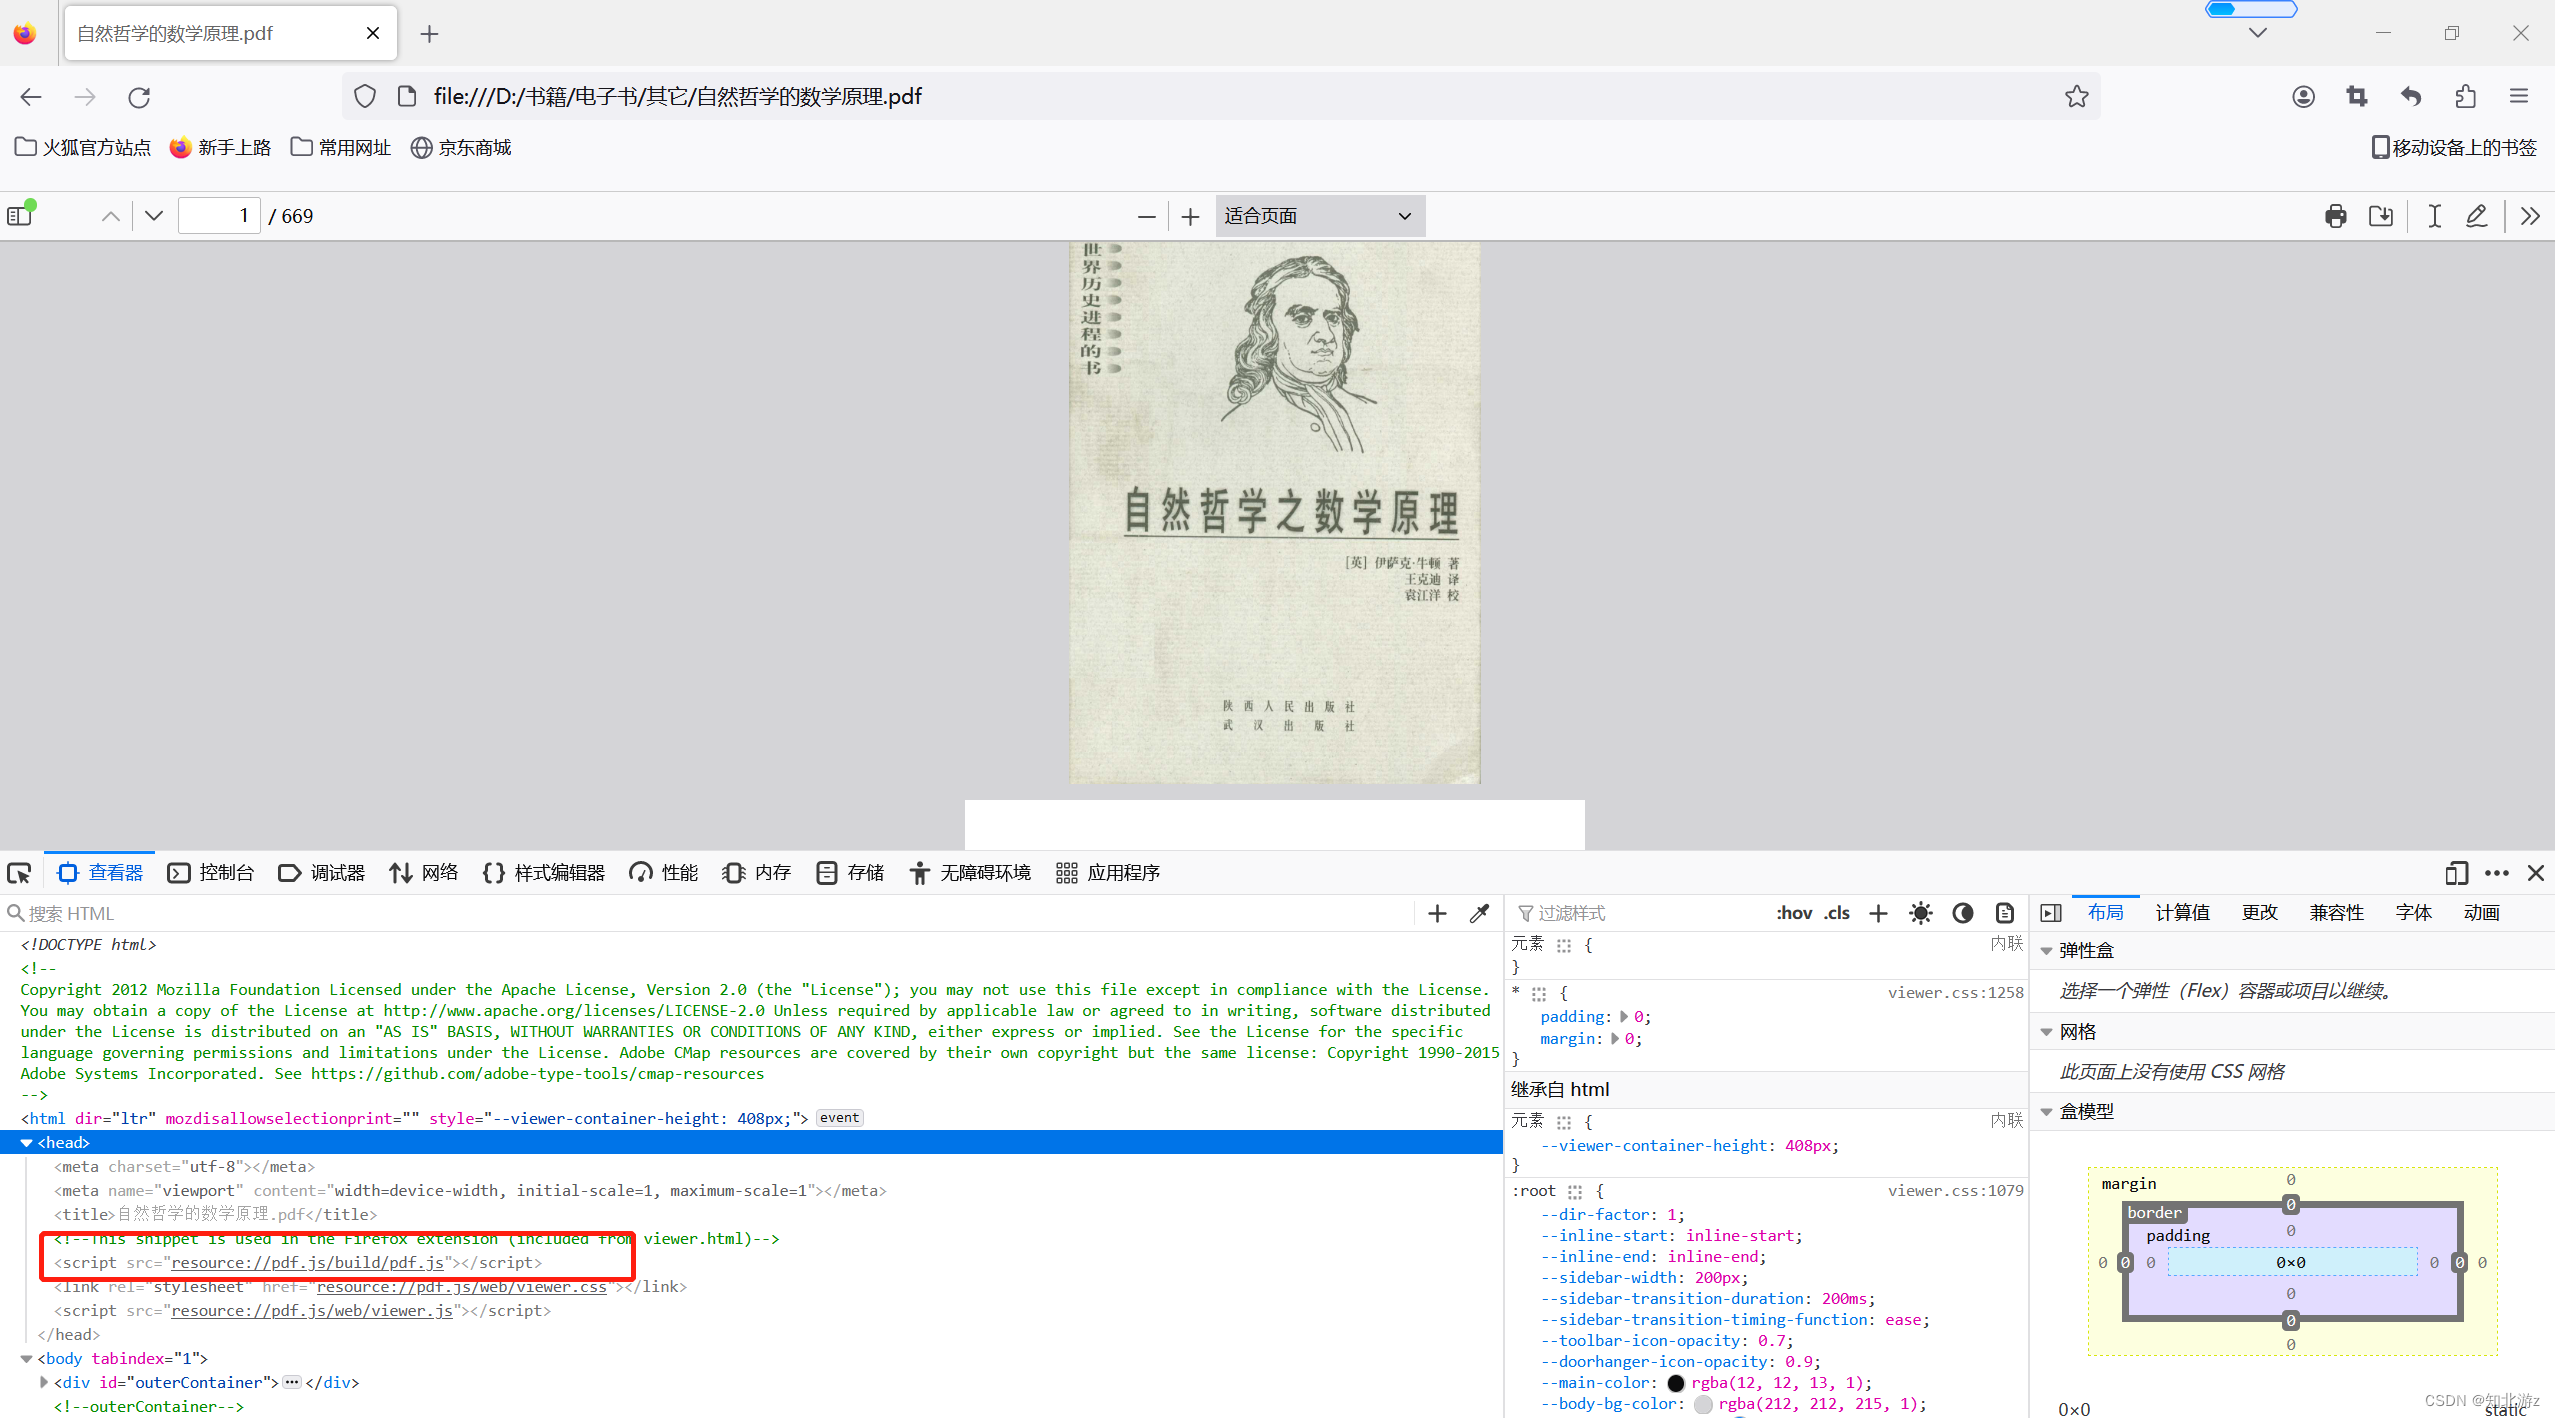 自然哲学的数学原理.pdf
file:///D:/书籍/电子书/其它/自然哲学的数学原理.pdf
火狐官方站点 新手上路 常用网址 京东商城 移动设备上的书签
1 / 669 适合页面
世界历史进程的书
自然哲学之数学原理
[英] 伊萨克·牛顿 著
王克迪 译
袁江洋 校
陕西人民出版社
武汉出版社
查看器 控制台 调试器 网络 样式编辑器 性能 内存 存储 无障碍环境 应用程序
搜索 HTML
<!DOCTYPE html>
<!--
Copyright 2012 Mozilla Foundation Licensed under the Apache License, Version 2.0 (the "License"); you may not use this file except in compliance with the License.
You may obtain a copy of the License at http://www.apache.org/licenses/LICENSE-2.0 Unless required by applicable law or agreed to in writing, software distributed
under the License is distributed on an "AS IS" BASIS, WITHOUT WARRANTIES OR CONDITIONS OF ANY KIND, either express or implied. See the License for the specific
language governing permissions and limitations under the License. Adobe CMap resources are covered by their own copyright but the same license: Copyright 1990-2015
Adobe Systems Incorporated. See https://github.com/adobe-type-tools/cmap-resources
-->
<html dir="ltr" mozdisallowselectionprint="" style="--viewer-container-height: 408px;"> event
<head>
<meta charset="utf-8"></meta>
<meta name="viewport" content="width=device-width, initial-scale=1, maximum-scale=1"></meta>
<title>自然哲学的数学原理.pdf</title>
<!--This snippet is used in the Firefox extension (included from viewer.html)-->
<script src="resource://pdf.js/build/pdf.js"></script>
<link rel="stylesheet" href="resource://pdf.js/web/viewer.css"></link>
<script src="resource://pdf.js/web/viewer.js"></script>
</head>
<body tabindex="1">
<div id="outerContainer">…</div>
<!--outerContainer-->
过滤样式 :hov .cls
元素 { 内联
}
* { viewer.css:1258
padding: 0;
margin: 0;
}
继承自 html
元素 { 内联
--viewer-container-height: 408px;
}
:root { viewer.css:1079
--dir-factor: 1;
--inline-start: inline-start;
--inline-end: inline-end;
--sidebar-width: 200px;
--sidebar-transition-duration: 200ms;
--sidebar-transition-timing-function: ease;
--toolbar-icon-opacity: 0.7;
--doorhanger-icon-opacity: 0.9;
--main-color: rgba(12, 12, 13, 1);
--body-bg-color: rgba(212, 212, 215, 1);
布局 计算值 更改 兼容性 字体 动画
弹性盒
选择一个弹性（Flex）容器或项目以继续。
网格
此页面上没有使用 CSS 网格
盒模型
margin 0
border 0
padding 0
0 0 0 0×0 0 0 0
0
0
0
0×0 static
CSDN @知北游z